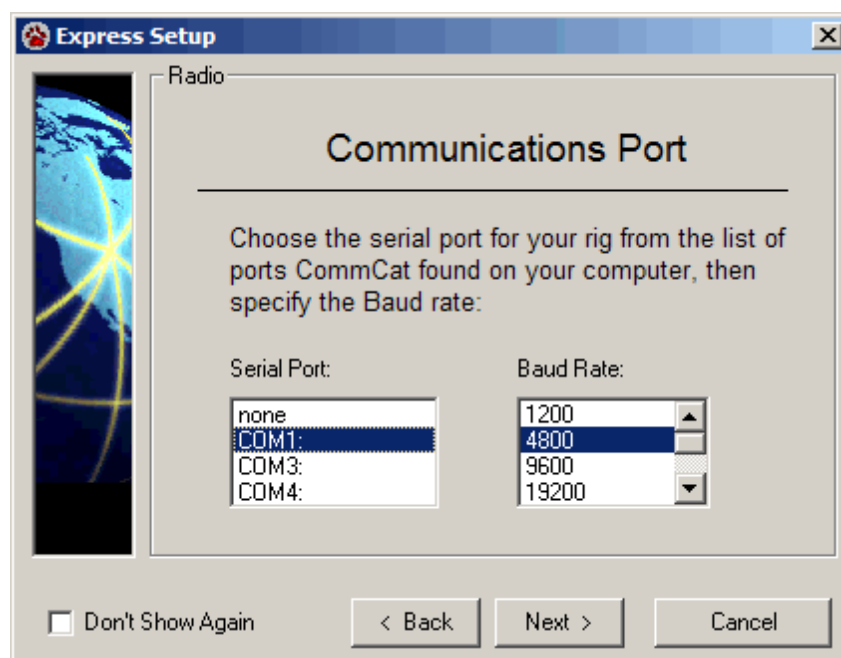 Express Setup
Radio
Communications Port
Choose the serial port for your rig from the list of
ports CommCat found on your computer, then
specify the Baud rate:
Serial Port:
none
COM1:
COM3:
COM4:
Baud Rate:
1200
4800
9600
19200
Don't Show Again
< Back
Next >
Cancel